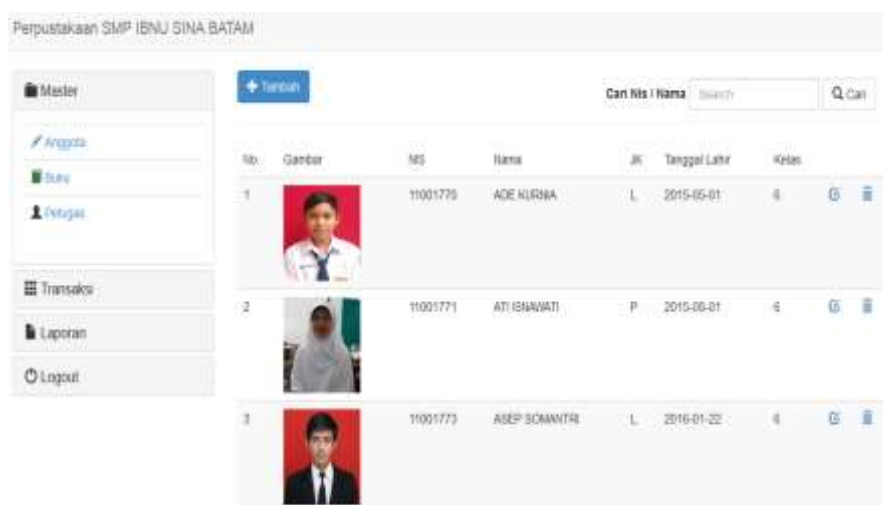 Perpustakaan SMP IBNU SINA BATAM
Master
Anggota
Buku
Petugas
Transaksi
Laporan
Logout
Tambah
Cari Nis / Nama Search Cari
No. Gambar NIS Nama JK Tanggal Lahir Kelas
1 11001770 ADE KURNIA L 2015-05-01 6
2 11001771 ATI ISNAWATI P 2015-06-01 6
3 11001773 ASEP SOMANTRI L 2016-01-22 6